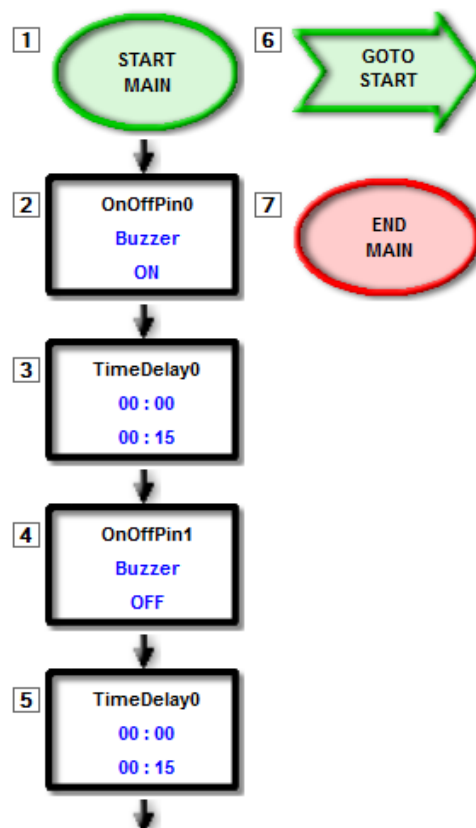 1
START
MAIN
2
OnOffPin0
Buzzer
ON
3
TimeDelay0
00 : 00
00 : 15
4
OnOffPin1
Buzzer
OFF
5
TimeDelay0
00 : 00
00 : 15
6
GOTO
START
7
END
MAIN